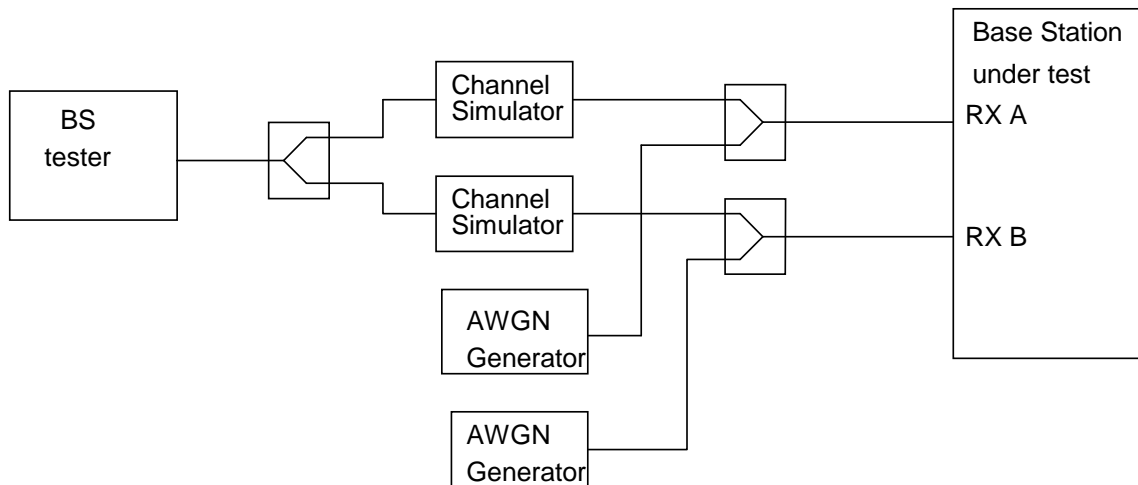 BS
tester
Channel
Simulator
Channel
Simulator
AWGN
Generator
AWGN
Generator
Base Station
under test
RX A
RX B